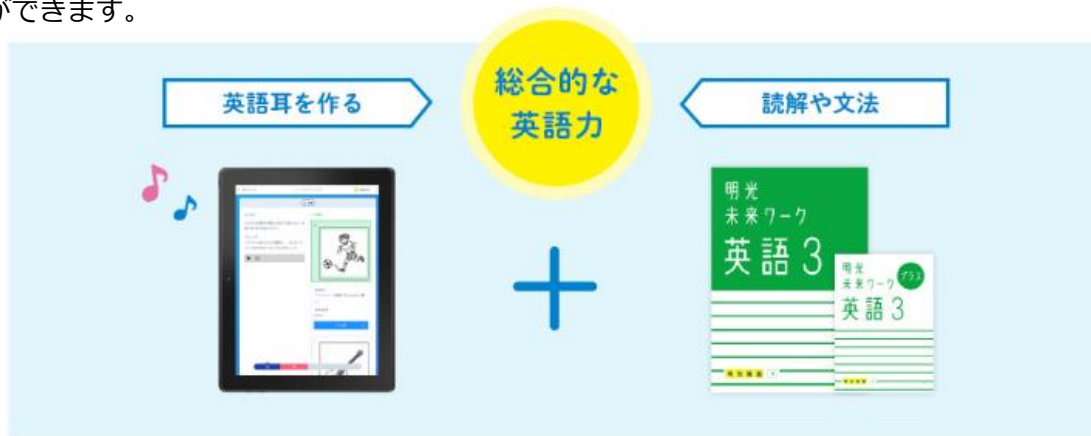 ができます。
総合的な
英語力
英語耳を作る
読解や文法
明光
未来ワーク
英語3
明光
未来ワーク
プラス
英語3